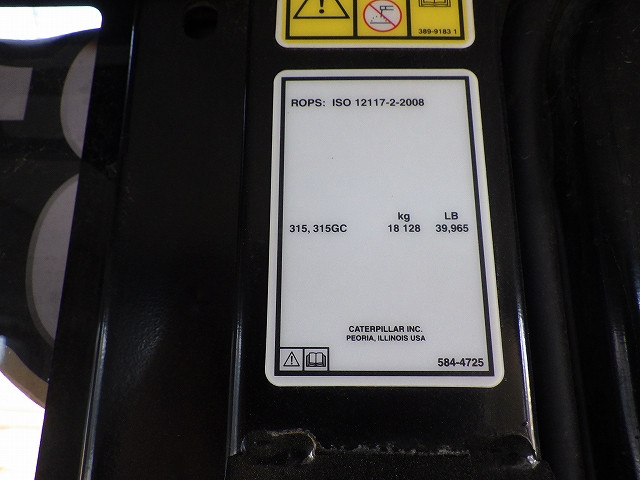 389-9183 1
ROPS: ISO 12117-2-2008
kg LB
315, 315GC 18 128 39,965
CATERPILLAR INC.
PEORIA, ILLINOIS USA
584-4725